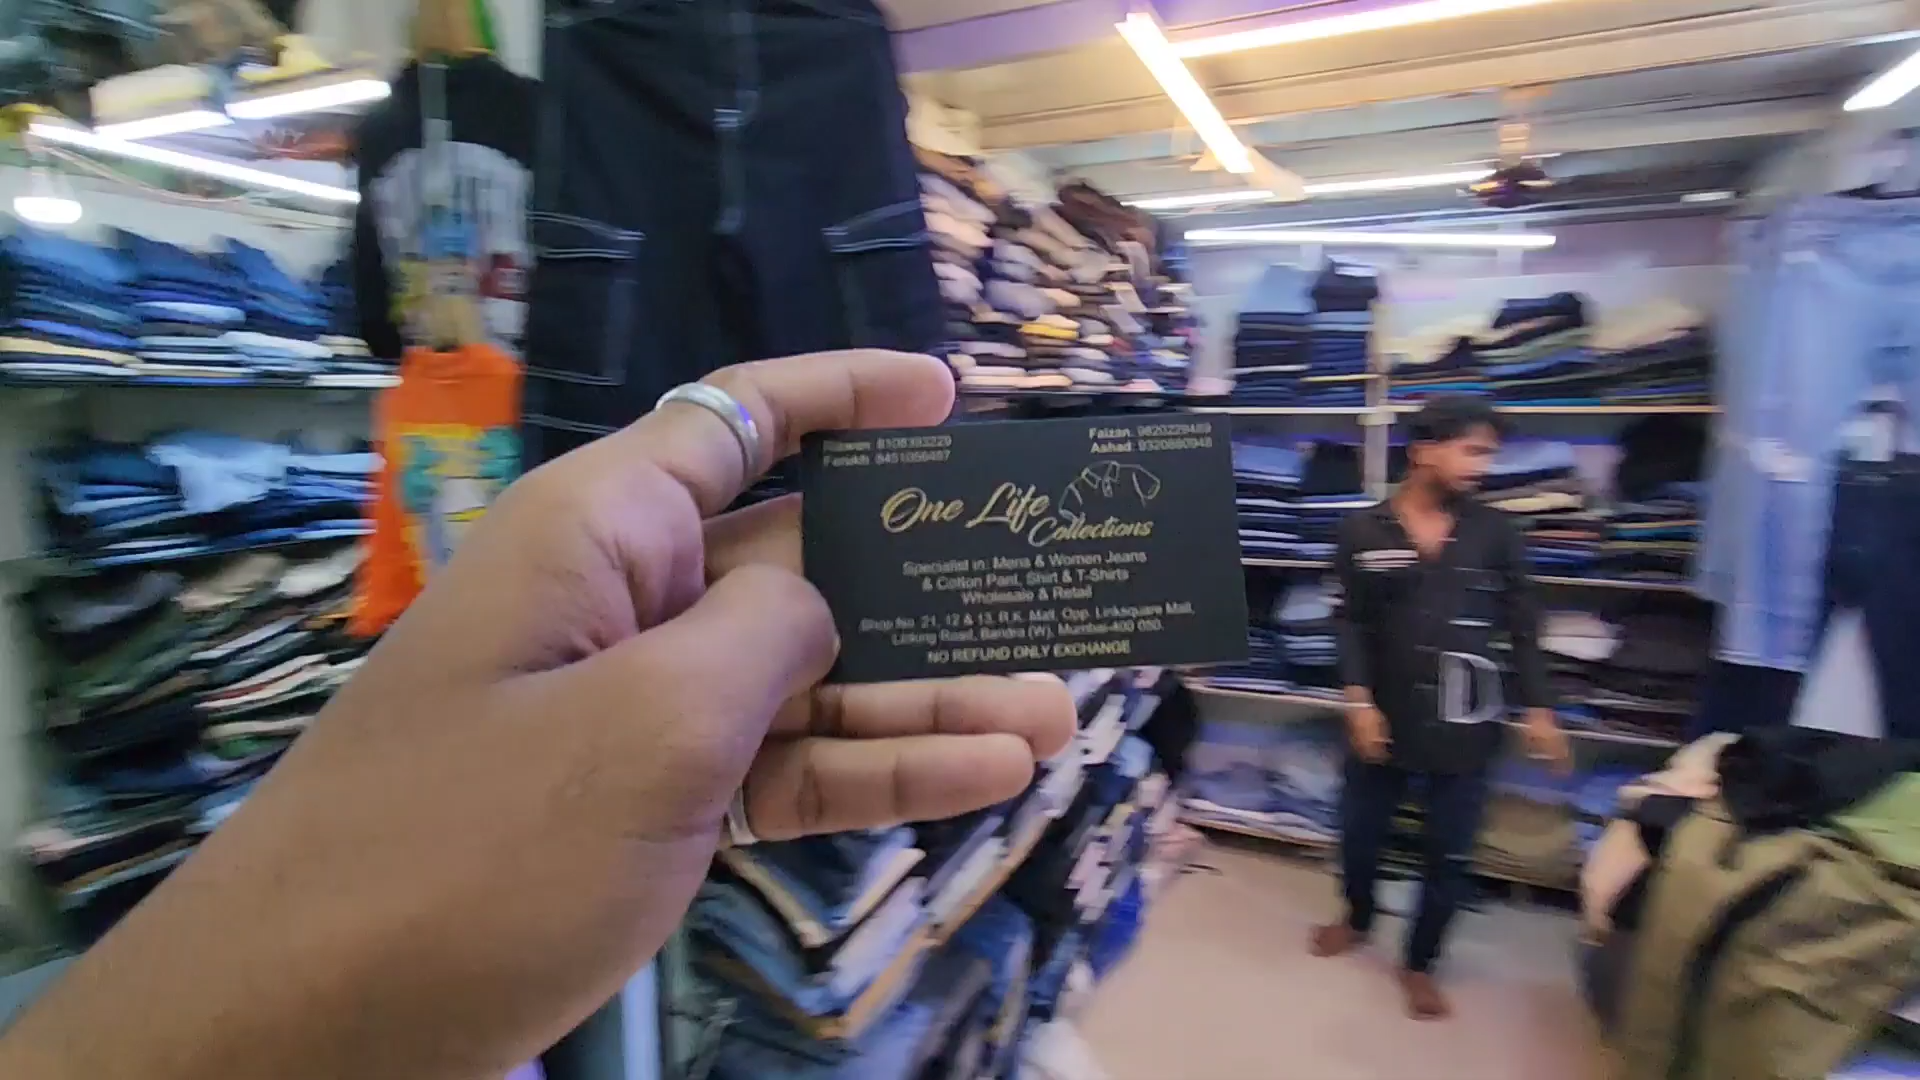 Rizwan: 8108393229
Farukh: 8451056487
Faizan: 9820229489
Ashad: 9320880948
One Life
Collections
Specialist in: Mens & Women Jeans
& Cotton Pant, Shirt & T-Shirts
Wholesale & Retail
Shop No. 21, 12 & 13, R.K. Mall, Opp. Linksquare Mall,
Linking Road, Bandra (W), Mumbai-400 050.
NO REFUND ONLY EXCHANGE
D